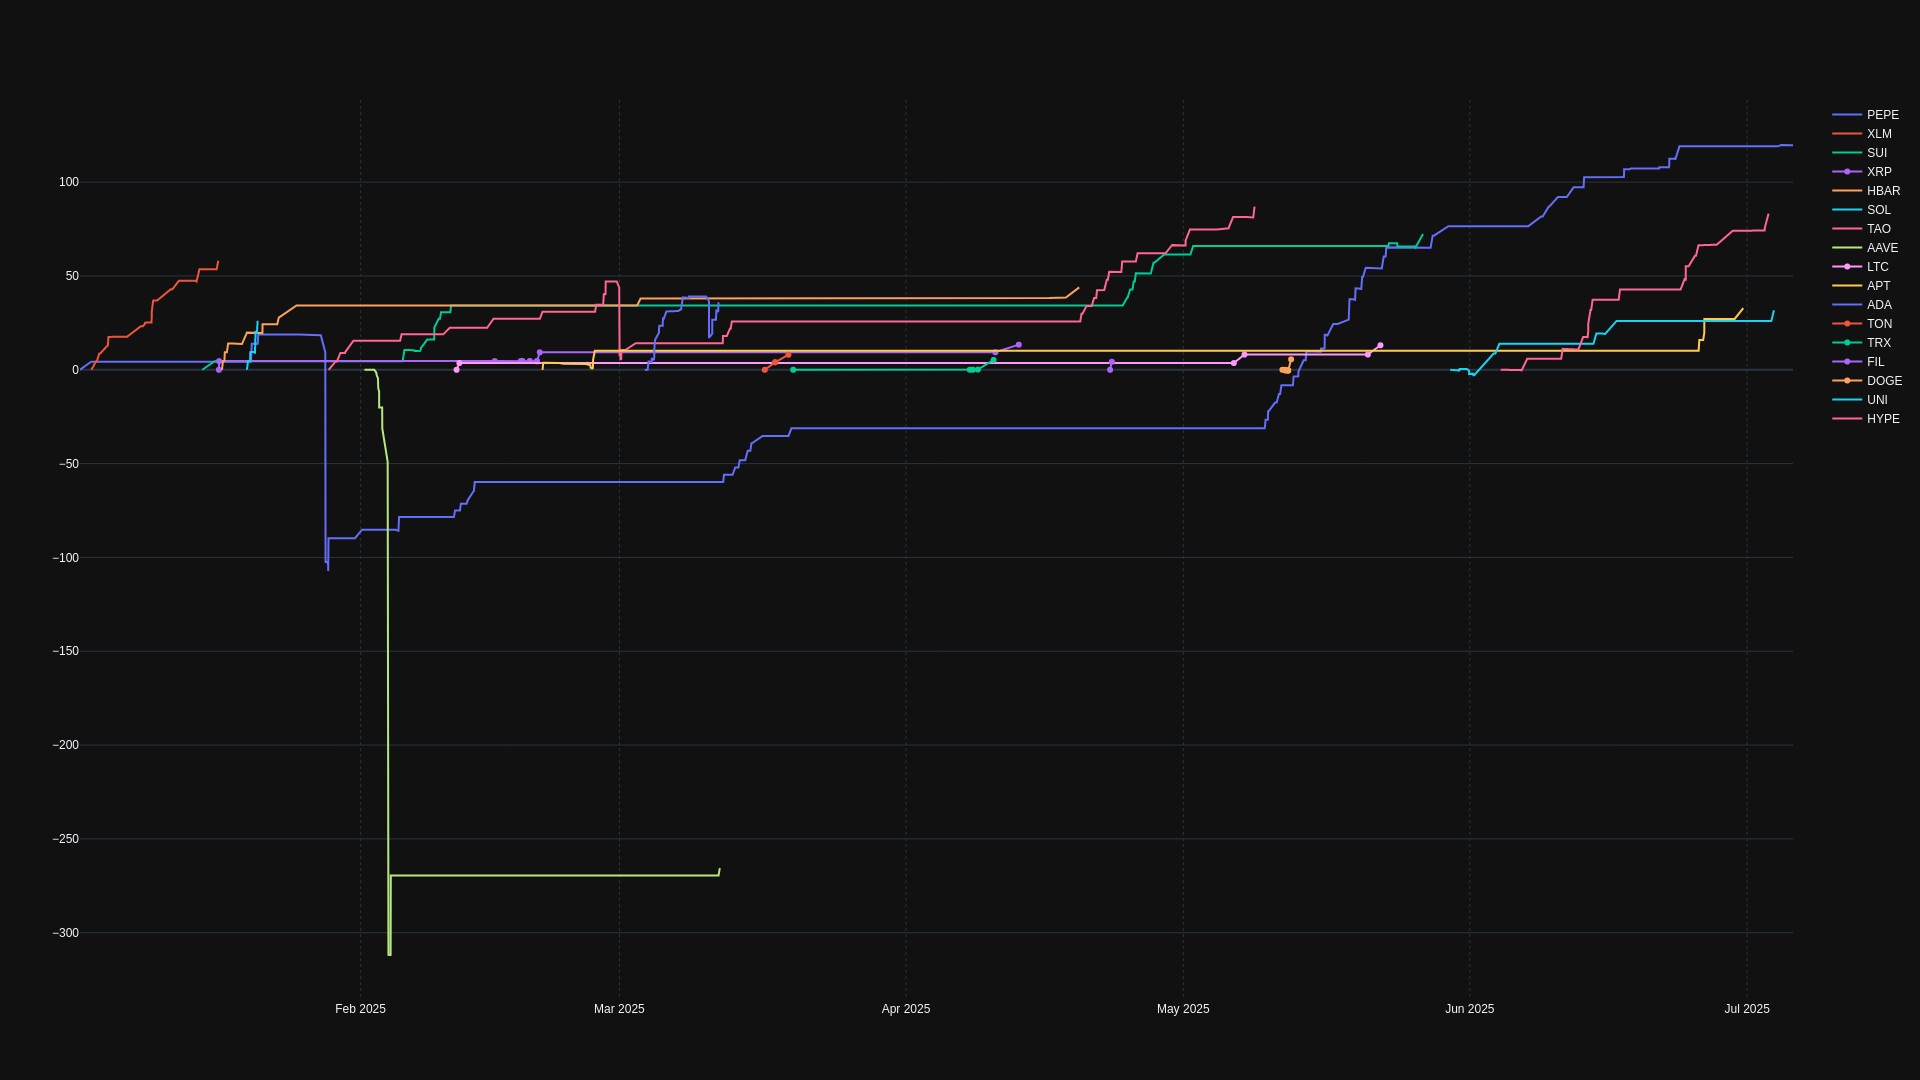 100
50
0
−50
−100
−150
−200
−250
−300
Feb 2025
Mar 2025
Apr 2025
May 2025
Jun 2025
Jul 2025
PEPE
XLM
SUI
XRP
HBAR
SOL
TAO
AAVE
LTC
APT
ADA
TON
TRX
FIL
DOGE
UNI
HYPE